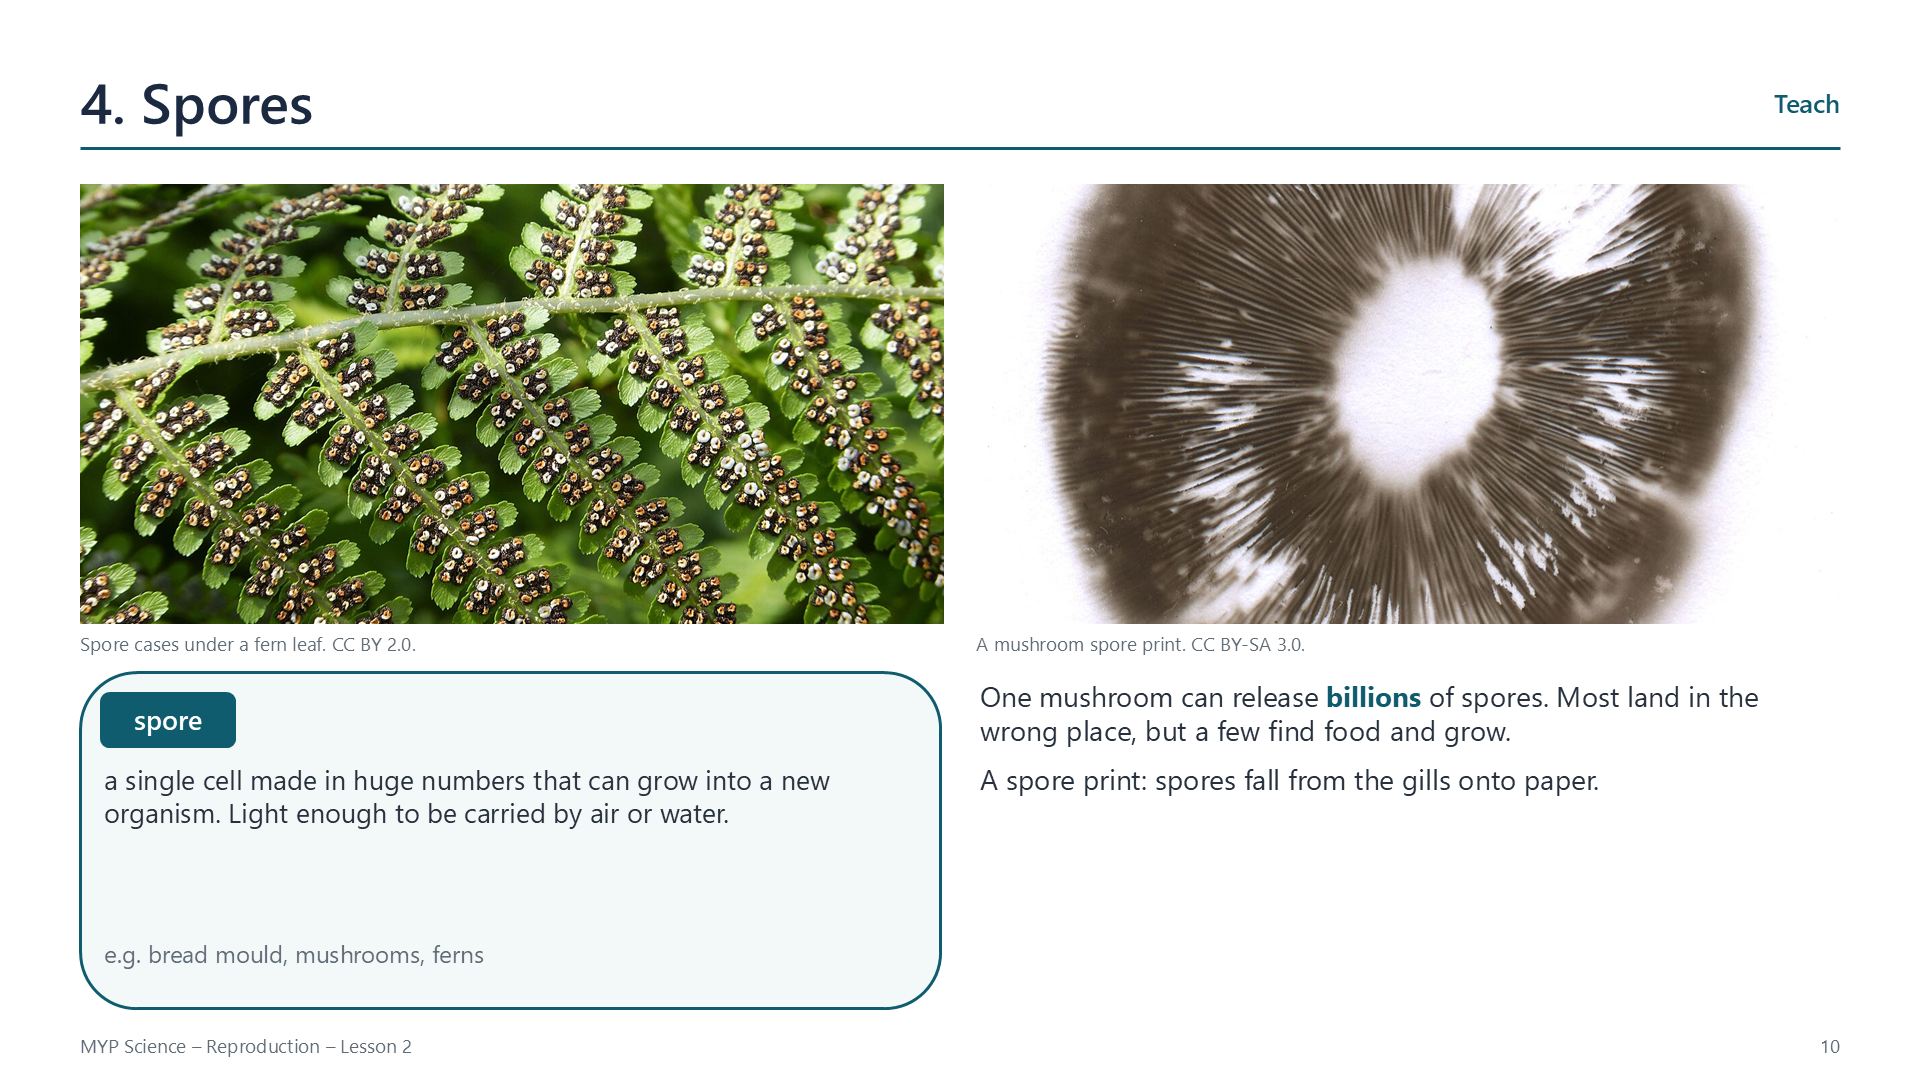 4. Spores
Teach
Spore cases under a fern leaf. CC BY 2.0.
A mushroom spore print. CC BY-SA 3.0.
spore
a single cell made in huge numbers that can grow into a new
organism. Light enough to be carried by air or water.
e.g. bread mould, mushrooms, ferns
One mushroom can release billions of spores. Most land in the
wrong place, but a few find food and grow.
A spore print: spores fall from the gills onto paper.
MYP Science – Reproduction – Lesson 2
10